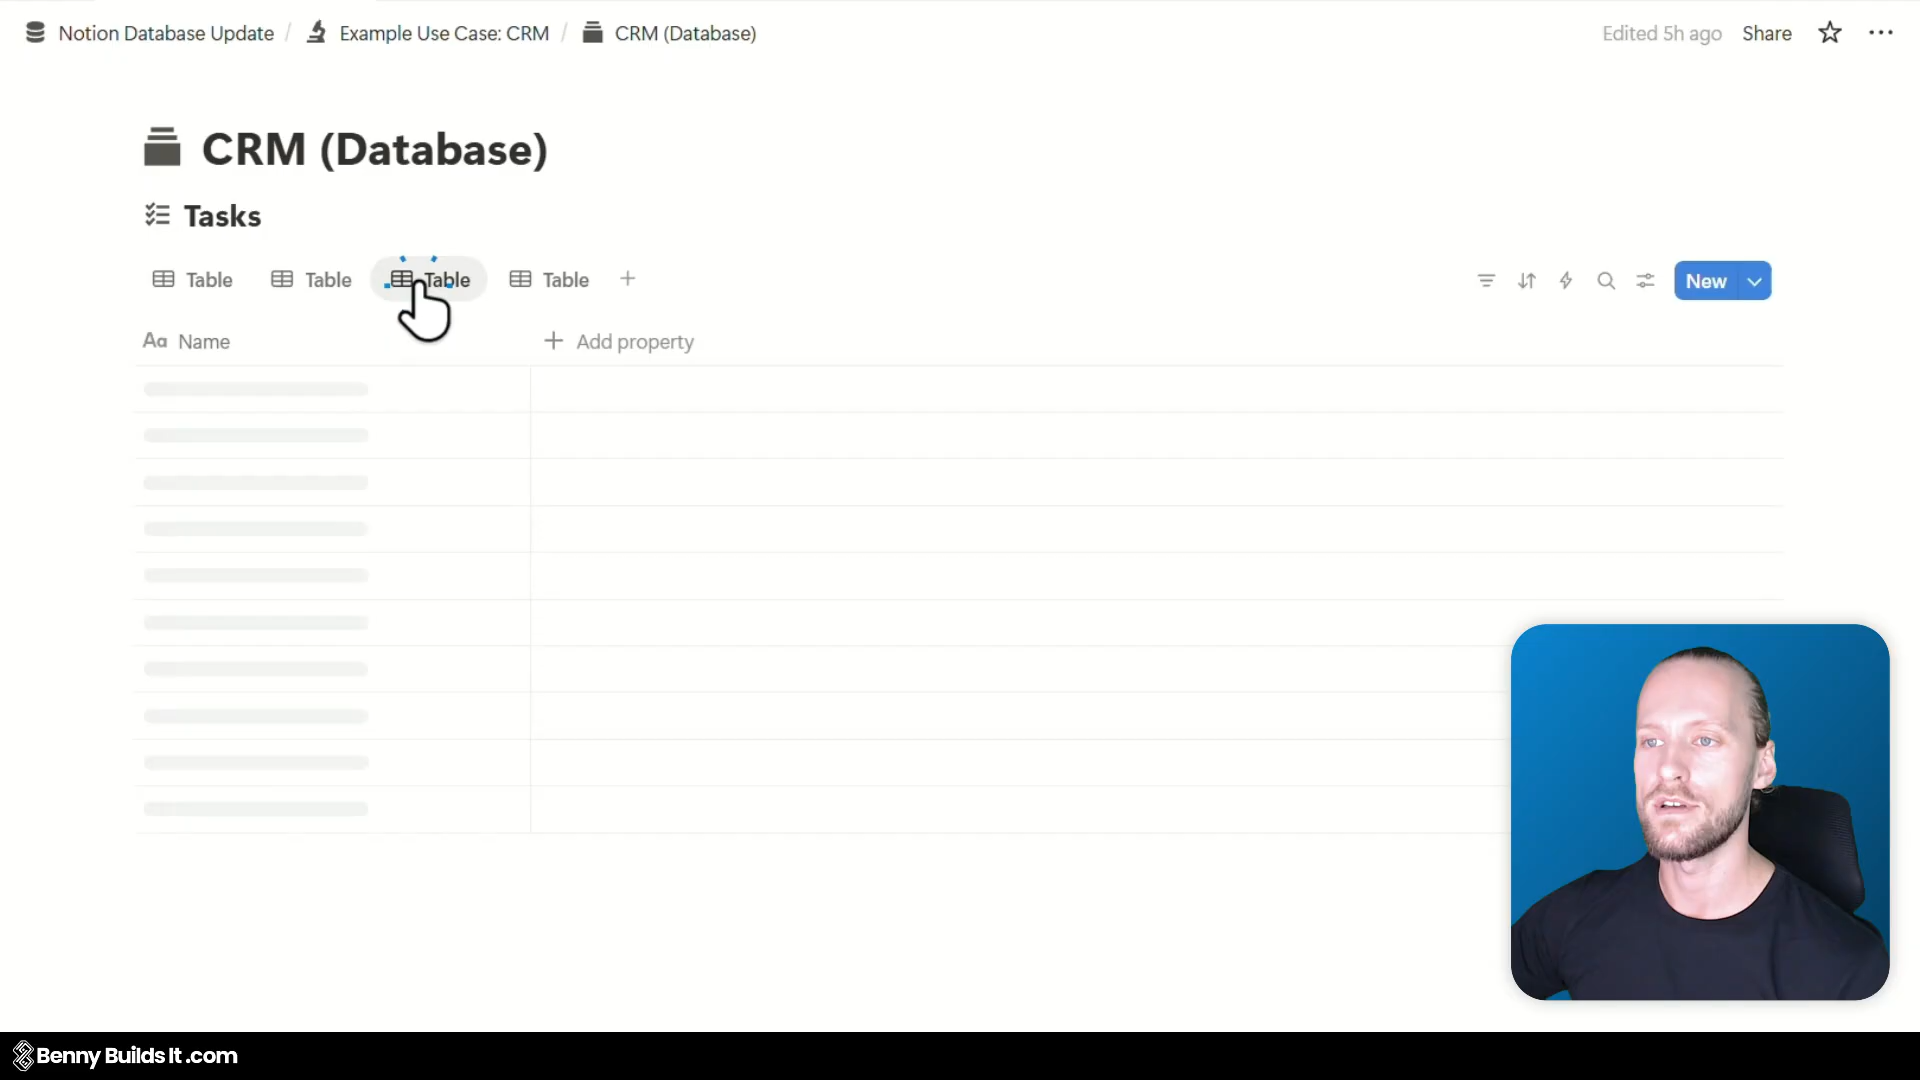 Notion Database Update / Example Use Case: CRM / CRM (Database)
Edited 5h ago Share
CRM (Database)
Tasks
Table Table Table Table
New
Aa Name
Add property
Benny Builds It .com